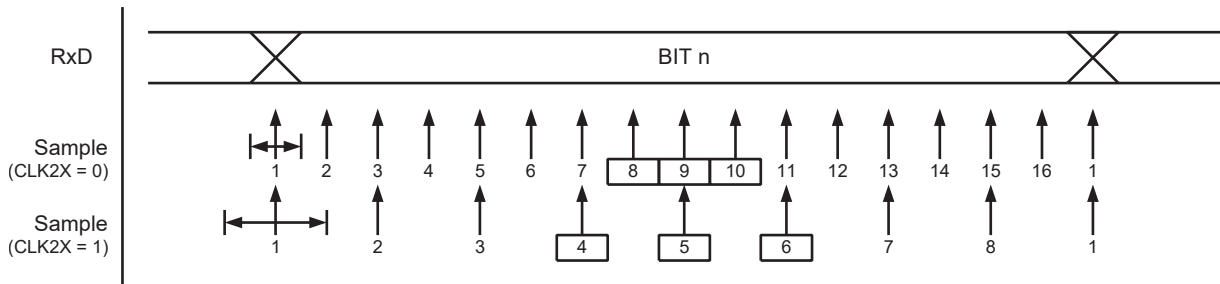 RxD BIT n
Sample
(CLK2X = 0)
1 2 3 4 5 6 7 8 9 10 11 12 13 14 15 16 1
Sample
(CLK2X = 1)
1 2 3 4 5 6 7 8 1